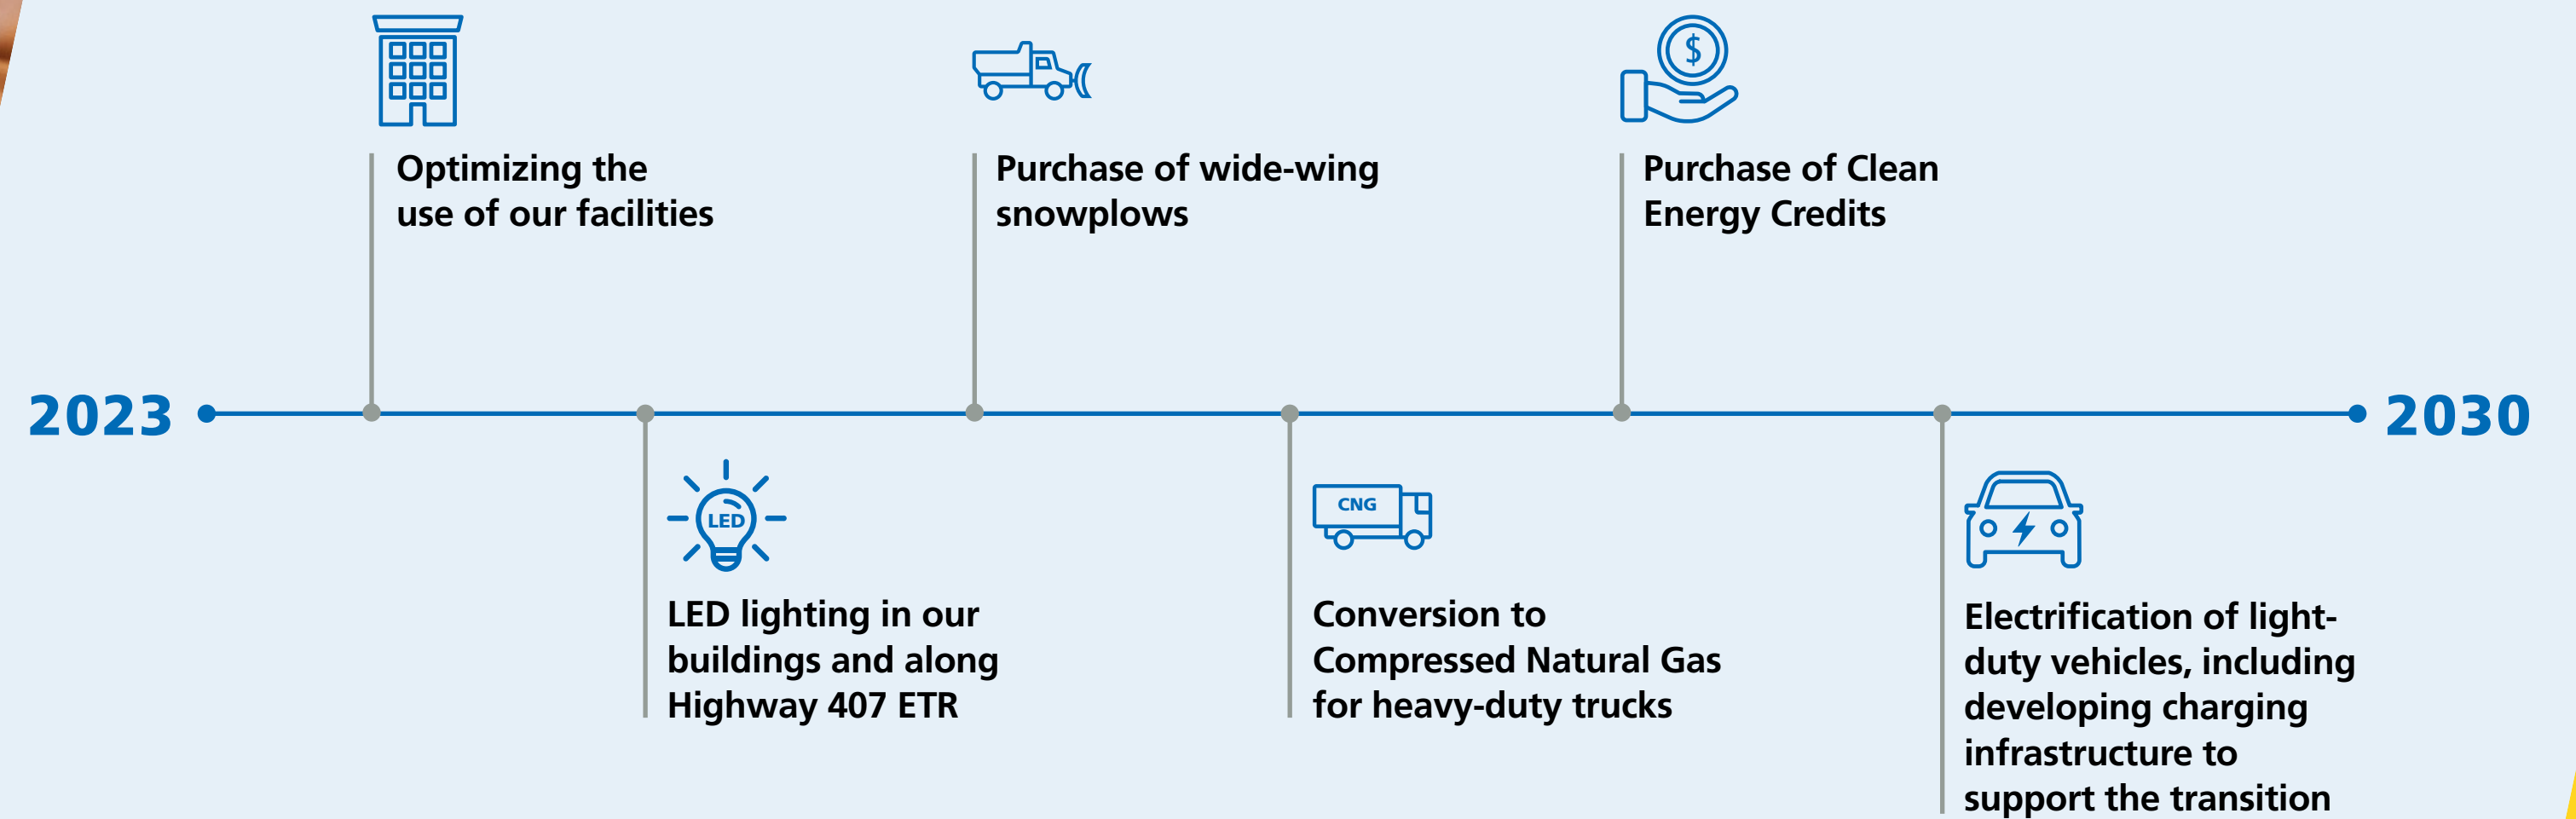 $
Optimizing the
use of our facilities
Purchase of wide-wing
snowplows
Purchase of Clean
Energy Credits
2023
2030
LED
LED lighting in our
buildings and along
Highway 407 ETR
CNG
Conversion to
Compressed Natural Gas
for heavy-duty trucks
Electrification of light-
duty vehicles, including
developing charging
infrastructure to
support the transition